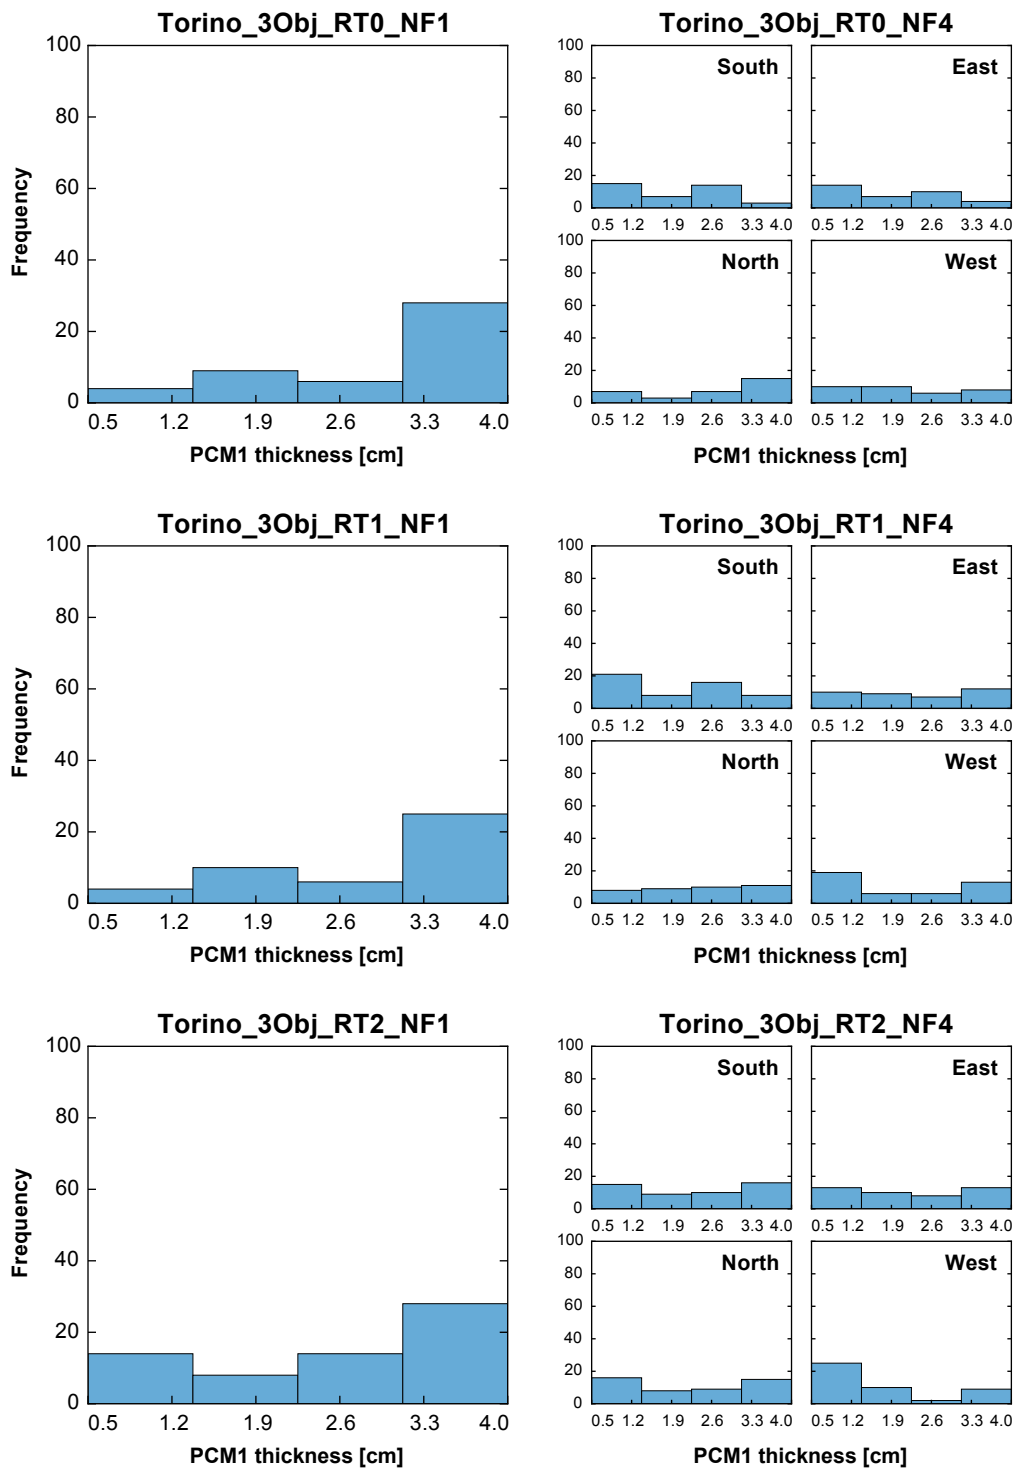 Torino_3Obj_RT0_NF1
100
80
60
40
20
0
Frequency
0.5 1.2 1.9 2.6 3.3 4.0
PCM1 thickness [cm]
Torino_3Obj_RT0_NF4
South
100
80
60
40
20
0
0.5 1.2 1.9 2.6 3.3 4.0
East
0.5 1.2 1.9 2.6 3.3 4.0
North
100
80
60
40
20
0
0.5 1.2 1.9 2.6 3.3 4.0
West
0.5 1.2 1.9 2.6 3.3 4.0
PCM1 thickness [cm]
Torino_3Obj_RT1_NF1
100
80
60
40
20
0
Frequency
0.5 1.2 1.9 2.6 3.3 4.0
PCM1 thickness [cm]
Torino_3Obj_RT1_NF4
South
100
80
60
40
20
0
0.5 1.2 1.9 2.6 3.3 4.0
East
0.5 1.2 1.9 2.6 3.3 4.0
North
100
80
60
40
20
0
0.5 1.2 1.9 2.6 3.3 4.0
West
0.5 1.2 1.9 2.6 3.3 4.0
PCM1 thickness [cm]
Torino_3Obj_RT2_NF1
100
80
60
40
20
0
Frequency
0.5 1.2 1.9 2.6 3.3 4.0
PCM1 thickness [cm]
Torino_3Obj_RT2_NF4
South
100
80
60
40
20
0
0.5 1.2 1.9 2.6 3.3 4.0
East
0.5 1.2 1.9 2.6 3.3 4.0
North
100
80
60
40
20
0
0.5 1.2 1.9 2.6 3.3 4.0
West
0.5 1.2 1.9 2.6 3.3 4.0
PCM1 thickness [cm]